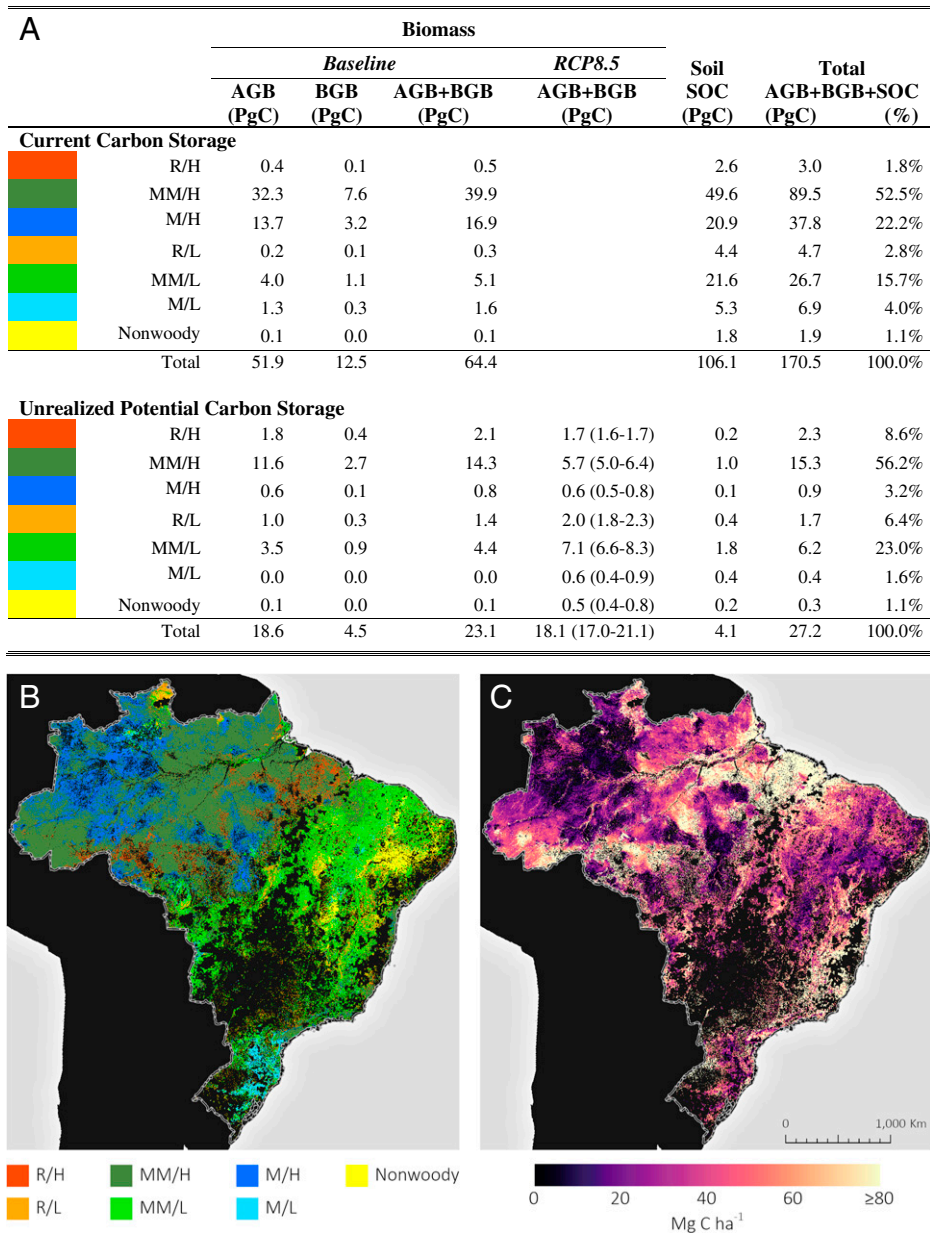 A
Biomass
Baseline RCP8.5 Soil Total
AGB BGB AGB+BGB AGB+BGB SOC AGB+BGB+SOC
(PgC) (PgC) (PgC) (PgC) (PgC) (PgC) (%)
Current Carbon Storage
R/H 0.4 0.1 0.5 2.6 3.0 1.8%
MM/H 32.3 7.6 39.9 49.6 89.5 52.5%
M/H 13.7 3.2 16.9 20.9 37.8 22.2%
R/L 0.2 0.1 0.3 4.4 4.7 2.8%
MM/L 4.0 1.1 5.1 21.6 26.7 15.7%
M/L 1.3 0.3 1.6 5.3 6.9 4.0%
Nonwoody 0.1 0.0 0.1 1.8 1.9 1.1%
Total 51.9 12.5 64.4 106.1 170.5 100.0%
Unrealized Potential Carbon Storage
R/H 1.8 0.4 2.1 1.7 (1.6-1.7) 0.2 2.3 8.6%
MM/H 11.6 2.7 14.3 5.7 (5.0-6.4) 1.0 15.3 56.2%
M/H 0.6 0.1 0.8 0.6 (0.5-0.8) 0.1 0.9 3.2%
R/L 1.0 0.3 1.4 2.0 (1.8-2.3) 0.4 1.7 6.4%
MM/L 3.5 0.9 4.4 7.1 (6.6-8.3) 1.8 6.2 23.0%
M/L 0.0 0.0 0.0 0.6 (0.4-0.9) 0.4 0.4 1.6%
Nonwoody 0.1 0.0 0.1 0.5 (0.4-0.8) 0.2 0.3 1.1%
Total 18.6 4.5 23.1 18.1 (17.0-21.1) 4.1 27.2 100.0%
B
C
0 1,000 Km
R/H MM/H M/H Nonwoody
R/L MM/L M/L
0 20 40 60 ≥80
Mg C ha⁻¹